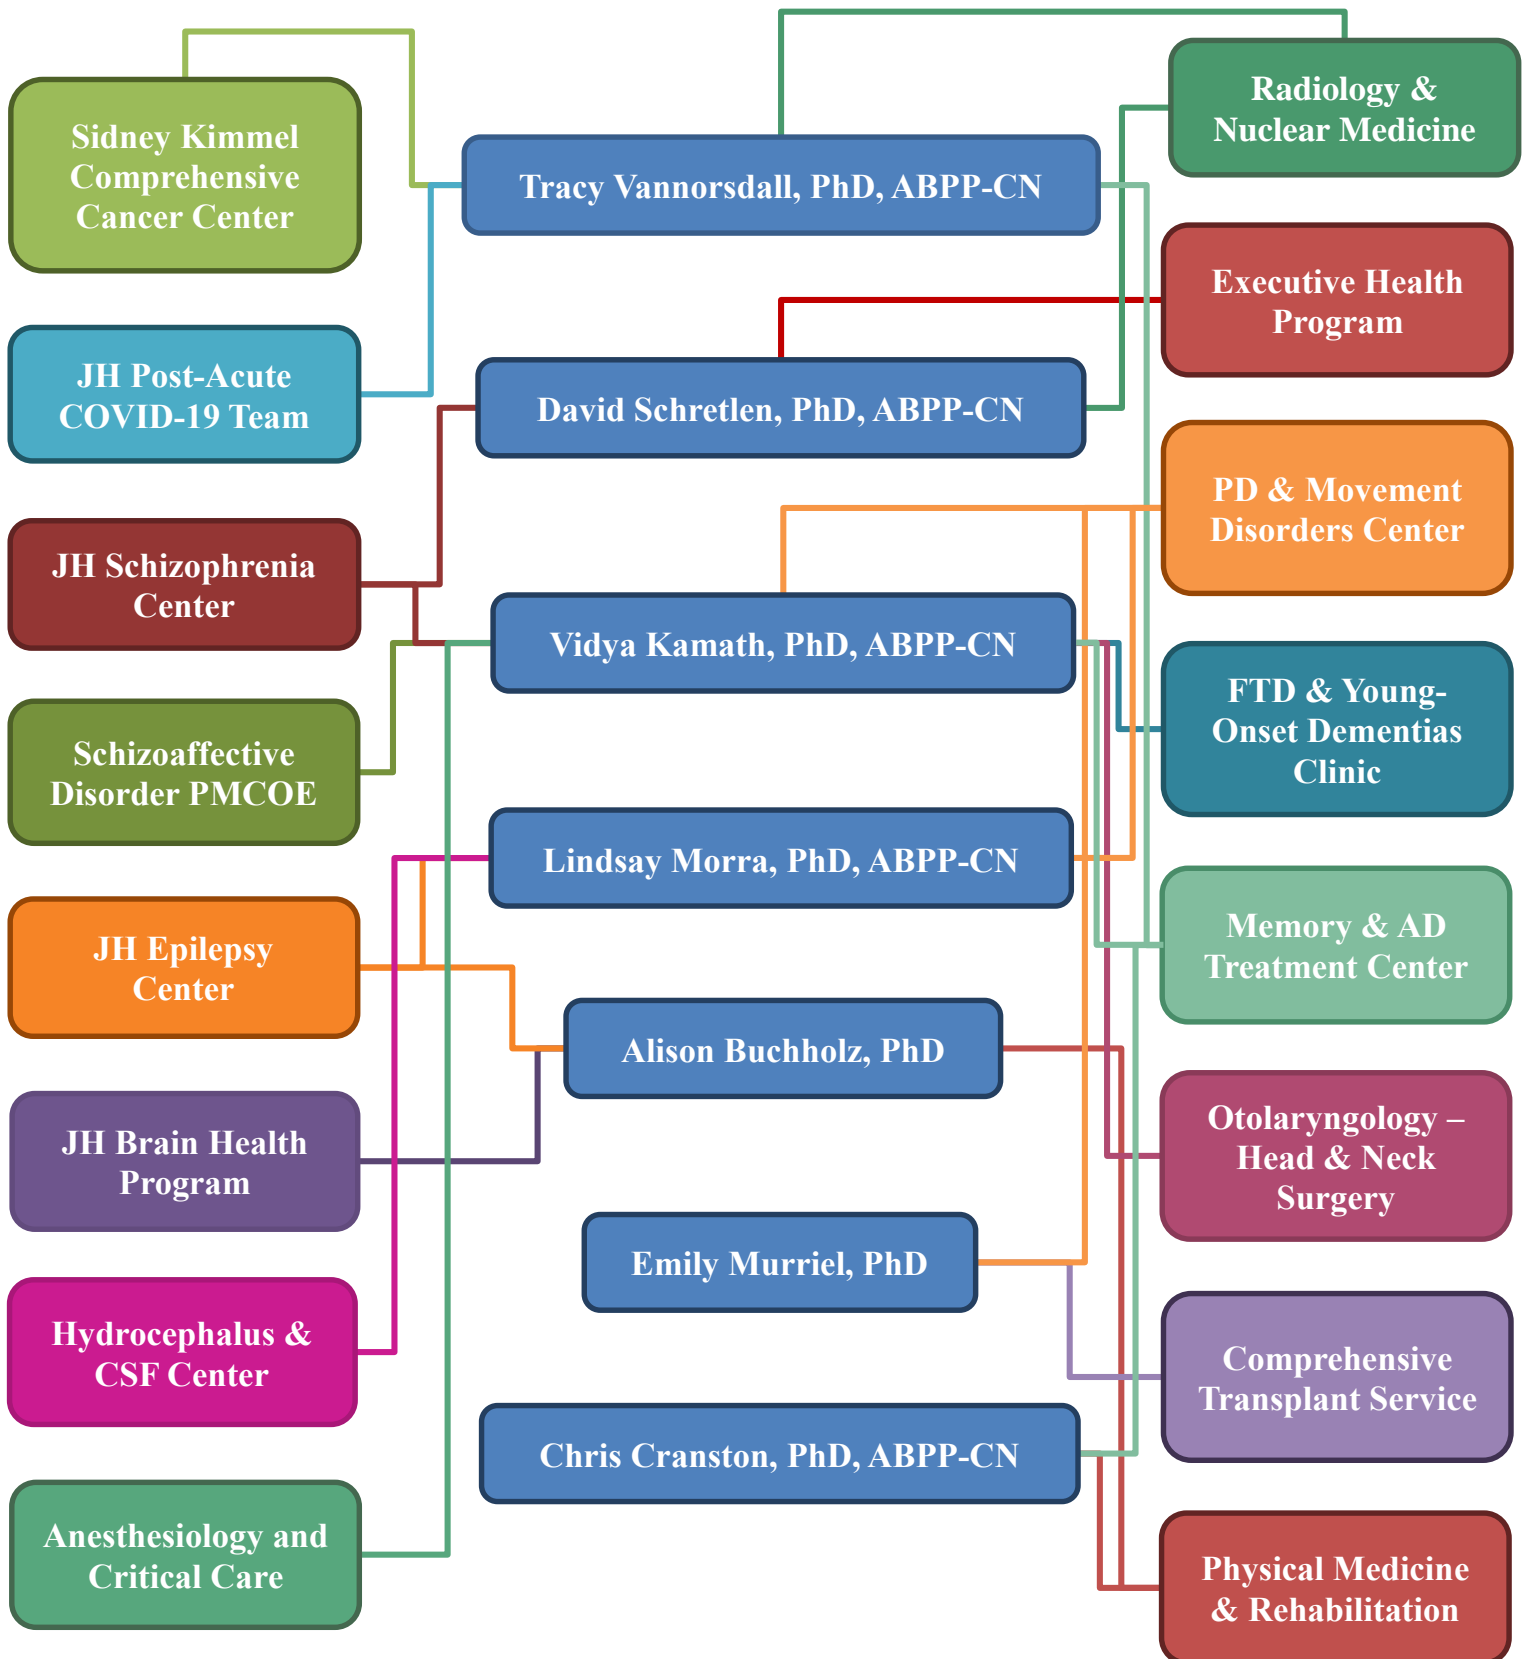 Sidney Kimmel
Comprehensive
Cancer Center
JH Post-Acute
COVID-19 Team
JH Schizophrenia
Center
Schizoaffective
Disorder PMCOE
JH Epilepsy
Center
JH Brain Health
Program
Hydrocephalus &
CSF Center
Anesthesiology and
Critical Care
Tracy Vannorsdall, PhD, ABPP-CN
David Schretlen, PhD, ABPP-CN
Vidya Kamath, PhD, ABPP-CN
Lindsay Morra, PhD, ABPP-CN
Alison Buchholz, PhD
Emily Murriel, PhD
Chris Cranston, PhD, ABPP-CN
Radiology &
Nuclear Medicine
Executive Health
Program
PD & Movement
Disorders Center
FTD & Young-
Onset Dementias
Clinic
Memory & AD
Treatment Center
Otolaryngology –
Head & Neck
Surgery
Comprehensive
Transplant Service
Physical Medicine
& Rehabilitation